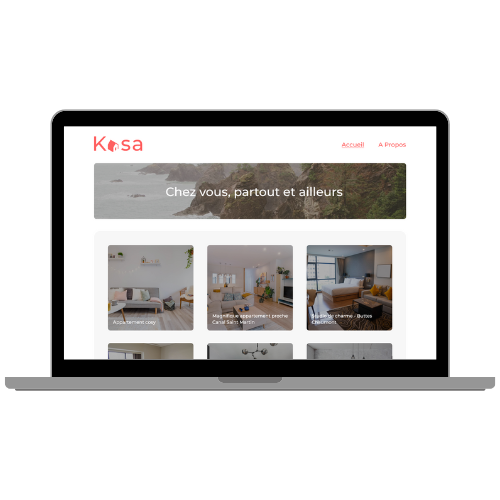 Kasa
Accueil
A Propos
Chez vous, partout et ailleurs
Appartement cosy
Magnifique appartement proche
Canal Saint Martin
Studio de charme - Buttes
Chaumont